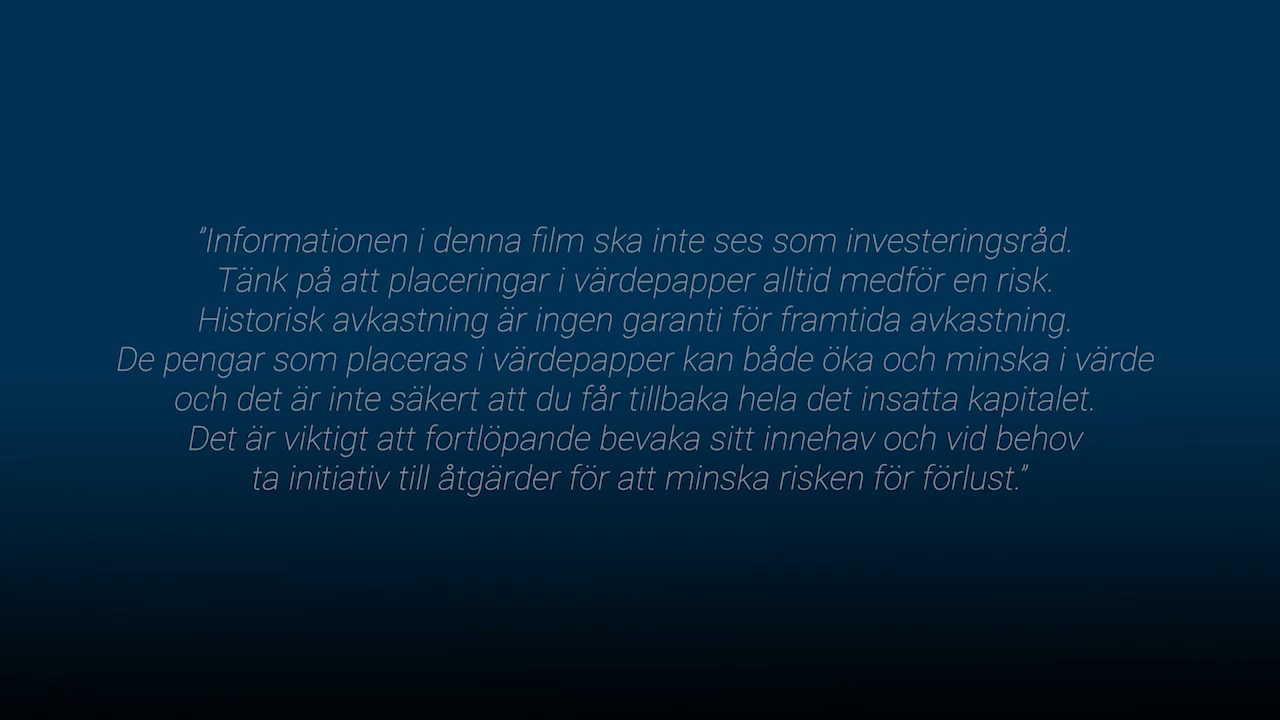 ”Informationen i denna film ska inte ses som investeringsråd.
Tänk på att placeringar i värdepapper alltid medför en risk.
Historisk avkastning är ingen garanti för framtida avkastning.
De pengar som placeras i värdepapper kan både öka och minska i värde
och det är inte säkert att du får tillbaka hela det insatta kapitalet.
Det är viktigt att fortlöpande bevaka sitt innehav och vid behov
ta initiativ till åtgärder för att minska risken för förlust.”